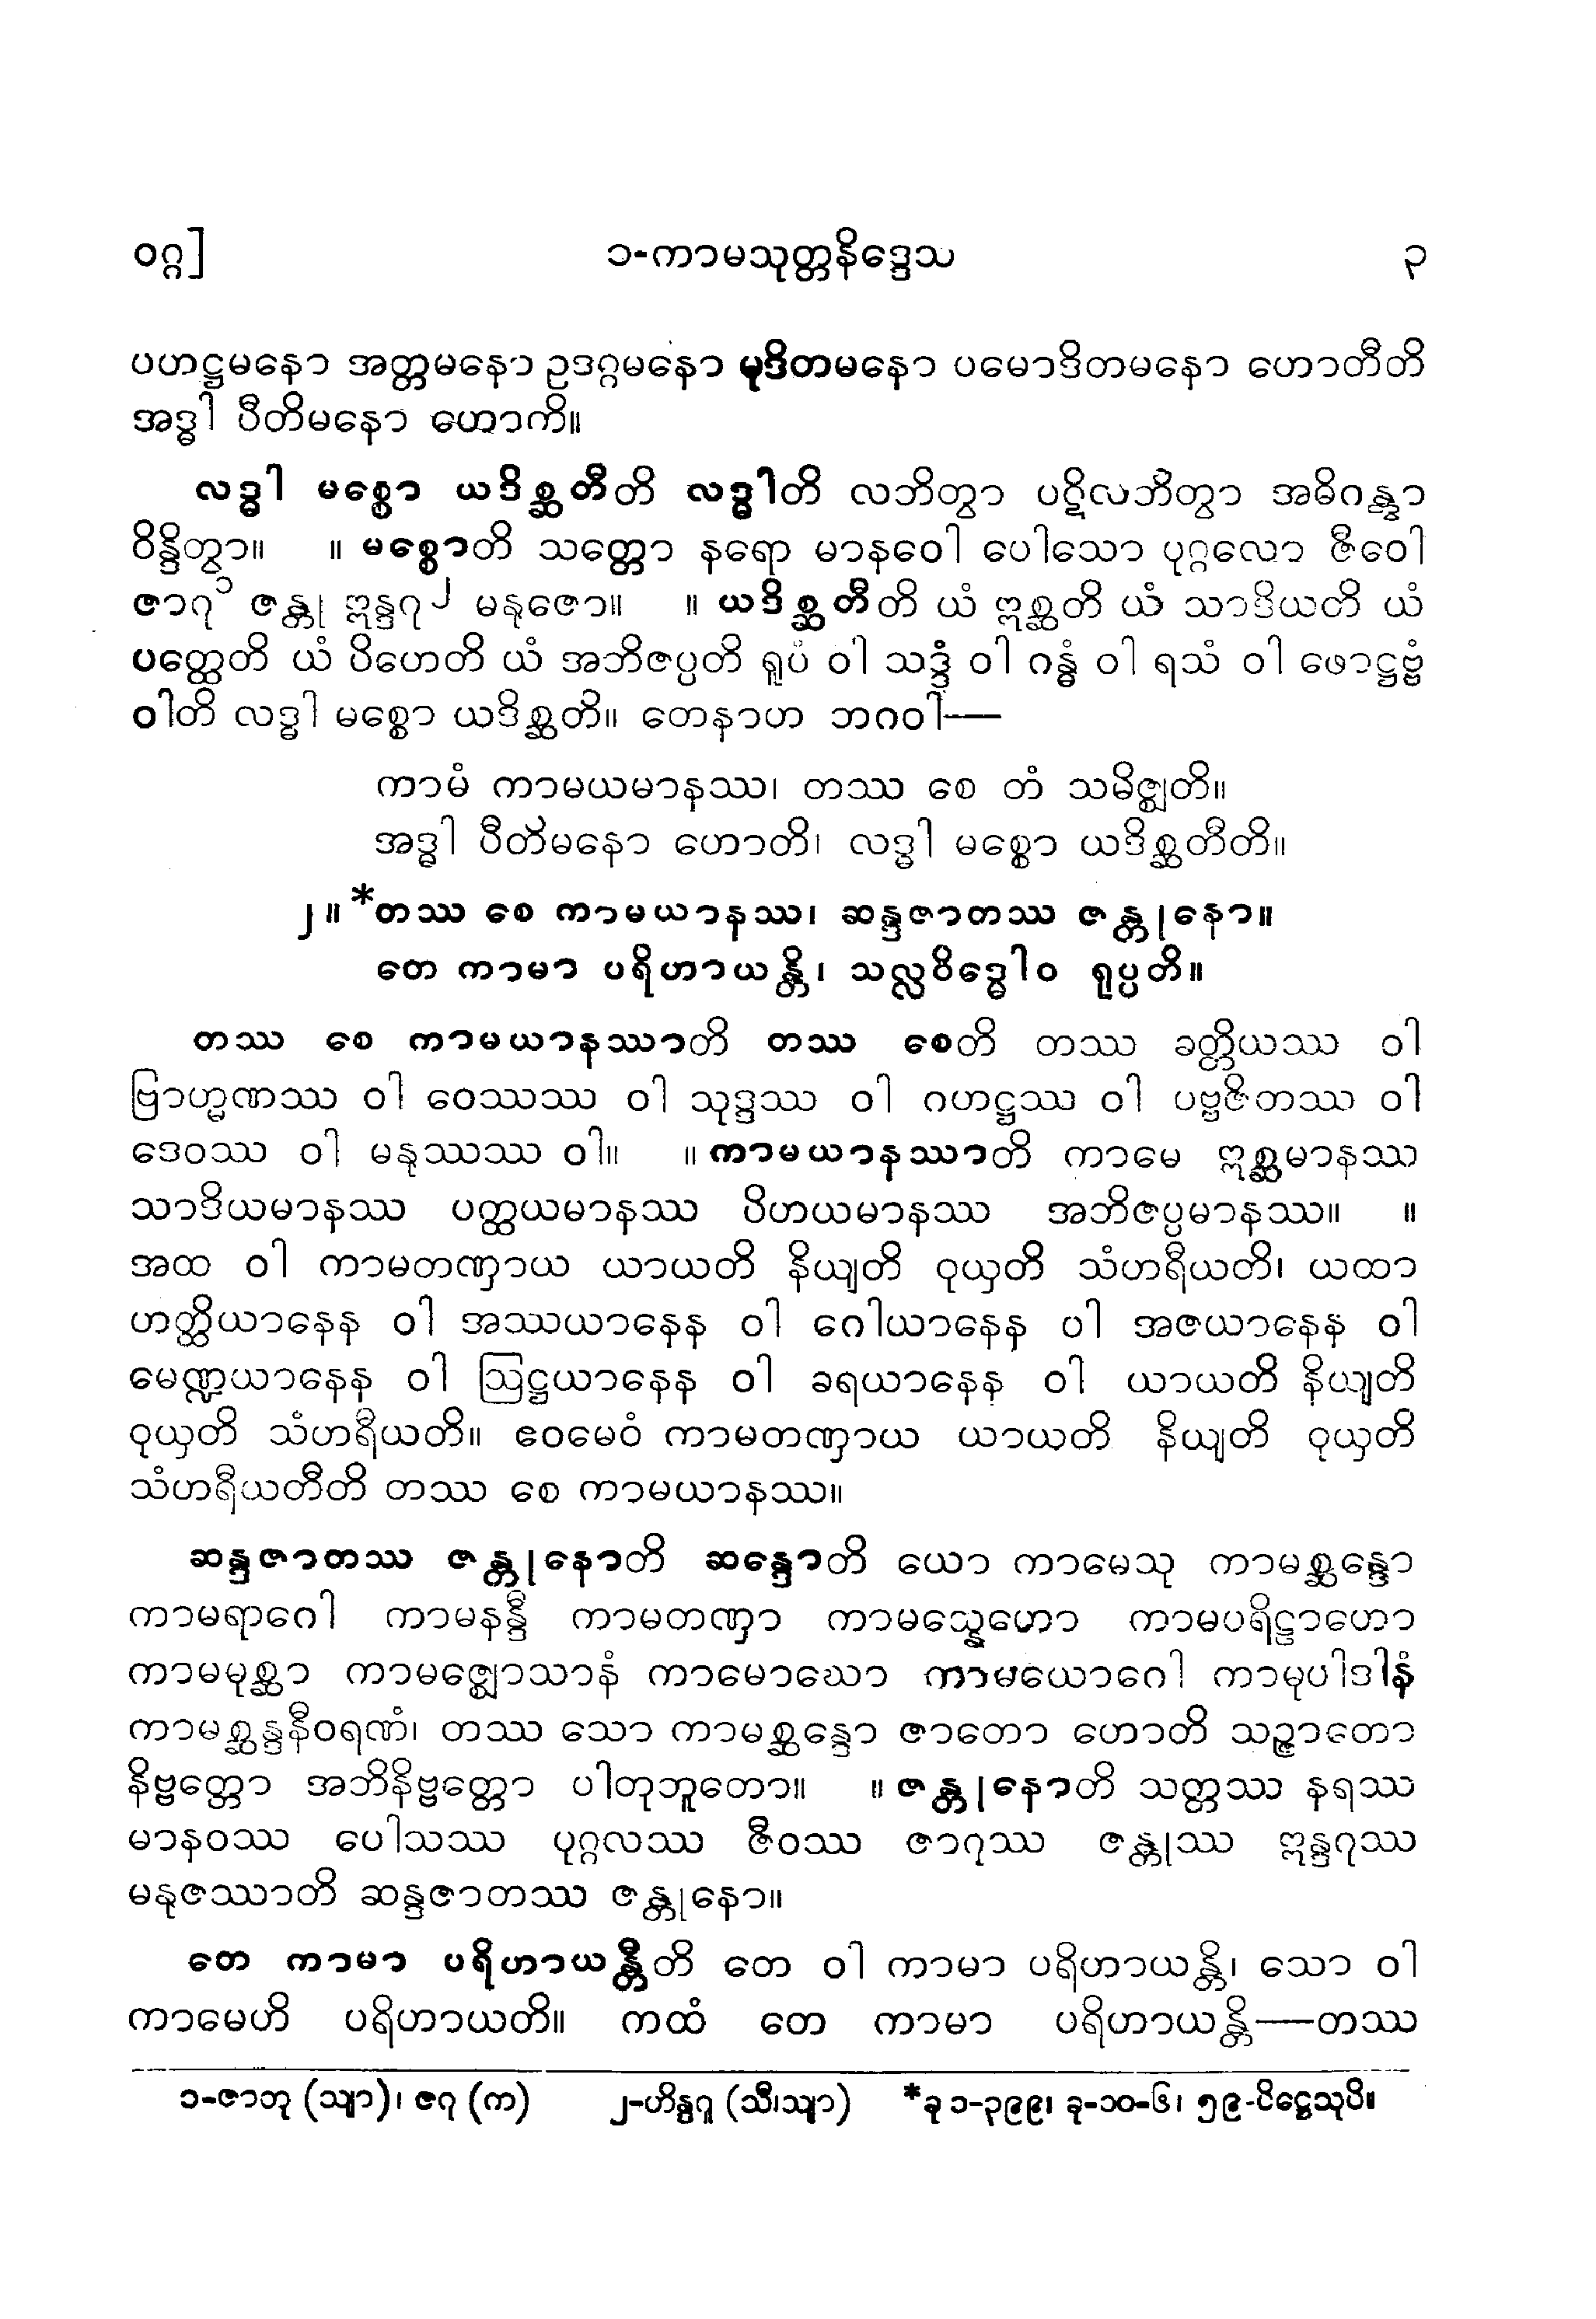 ဝဂ္ဂ] ၁-ကာမသုတ္တနိဒ္ဒေသ ၃
ပဟဋ္ဌမနော အတ္တမနော ဥဒဂ္ဂမနော မုဒိတမနော ပမောဒိတမနော ဟောတီတိ
အဒ္ဓါ ပီတိမနော ဟောကိ။
လဒ္ဓါ မစ္စော ယဒိစ္ဆတီတိ လဒ္ဓါတိ လဘိတွာ ပဋိလဘိတွာ အဓိဂန္တွာ
ဝိန္ဒိတွာ။ ။ မစ္စောတိ သတ္တော နရော မာနဝေါ ပေါသော ပုဂ္ဂလော ဇီဝေါ
ဇာဂု၁ ဇန္တု ဣန္ဒဂု၂ မနုဇော။ ။ ယဒိစ္ဆတီတိ ယံ ဣစ္ဆတိ ယံ သာဒိယတိ ယံ
ပတ္ထေတိ ယံ ပိဟေတိ ယံ အဘိဇပ္ပတိ ရူပံ ဝါ သဒ္ဒံ ဝါ ဂန္ဓံ ဝါ ရသံ ဝါ ဖောဋ္ဌဗ္ဗံ
ဝါတိ လဒ္ဓါ မစ္စော ယဒိစ္ဆတိ။ တေနာဟ ဘဂဝါ—
ကာမံ ကာမယမာနဿ၊ တဿ စေ တံ သမိဇ္ဈတိ။
အဒ္ဓါ ပီတိမနော ဟောတိ၊ လဒ္ဓါ မစ္စော ယဒိစ္ဆတီတိ။
၂။ *တဿ စေ ကာမယာနဿ၊ ဆန္ဒဇာတဿ ဇန္တုနော။
တေ ကာမာ ပရိဟာယန္တိ၊ သလ္လဝိဒ္ဓေါဝ ရုပ္ပတိ။
တဿ စေ ကာမယာနဿာတိ တဿ စေတိ တဿ ခတ္တိယဿ ဝါ
ဗြာဟ္မဏဿ ဝါ ဝေဿဿ ဝါ သုဒ္ဒဿ ဝါ ဂဟဋ္ဌဿ ဝါ ပဗ္ဗဇိတဿ ဝါ
ဒေဝဿ ဝါ မနုဿဿ ဝါ။ ။ ကာမယာနဿာတိ ကာမေ ဣစ္ဆမာနဿ
သာဒိယမာနဿ ပတ္ထယမာနဿ ပိဟယမာနဿ အဘိဇပ္ပမာနဿ။ ။
အထ ဝါ ကာမတဏှာယ ယာယတိ နိယျတိ ဝုယှတိ သံဟရီယတိ၊ ယထာ
ဟတ္ထိယာနေန ဝါ အဿယာနေန ဝါ ဂေါယာနေန ပါ အဇယာနေန ဝါ
မေဏ္ဍယာနေန ဝါ ဩဋ္ဌယာနေန ဝါ ခရယာနေန ဝါ ယာယတိ နိယျတိ
ဝုယှတိ သံဟရီယတိ။ ဧဝမေဝံ ကာမတဏှာယ ယာယတိ နိယျတိ ဝုယှတိ
သံဟရီယတီတိ တဿ စေ ကာမယာနဿ။
ဆန္ဒဇာတဿ ဇန္တုနောတိ ဆန္ဒောတိ ယော ကာမေသု ကာမစ္ဆန္ဒော
ကာမရာဂေါ ကာမနန္ဒီ ကာမတဏှာ ကာမသ္နေဟော ကာမပရိဠာဟော
ကာမမုစ္ဆာ ကာမဇ္ဈောသာနံ ကာမောဃော ကာမယောဂေါ ကာမုပါဒါနံ
ကာမစ္ဆန္ဒနီဝရဏံ၊ တဿ သော ကာမစ္ဆန္ဒော ဇာတော ဟောတိ သဉ္ဇာတော
နိဗ္ဗတ္တော အဘိနိဗ္ဗတ္တော ပါတုဘူတော။ ။ ဇန္တုနောတိ သတ္တဿ နရဿ
မာနဝဿ ပေါသဿ ပုဂ္ဂလဿ ဇီဝဿ ဇာဂုဿ ဇန္တုဿ ဣန္ဒဂုဿ
မနုဇဿာတိ ဆန္ဒဇာတဿ ဇန္တုနော။
တေ ကာမာ ပရိဟာယန္တီတိ တေ ဝါ ကာမာ ပရိဟာယန္တိ၊ သော ဝါ
ကာမေဟိ ပရိဟာယတိ။ ကထံ တေ ကာမာ ပရိဟာယန္တိ—တဿ
၁-ဇာဘု (သျာ)၊ ဇဂု (က) ၂-ဟိန္ဒဂူ (သီ၊သျာ) *ခု ၁-၃၉၉၊ ခု-၁၀-၆၊ ၅၉-ပိဋ္ဌေသုပိ။